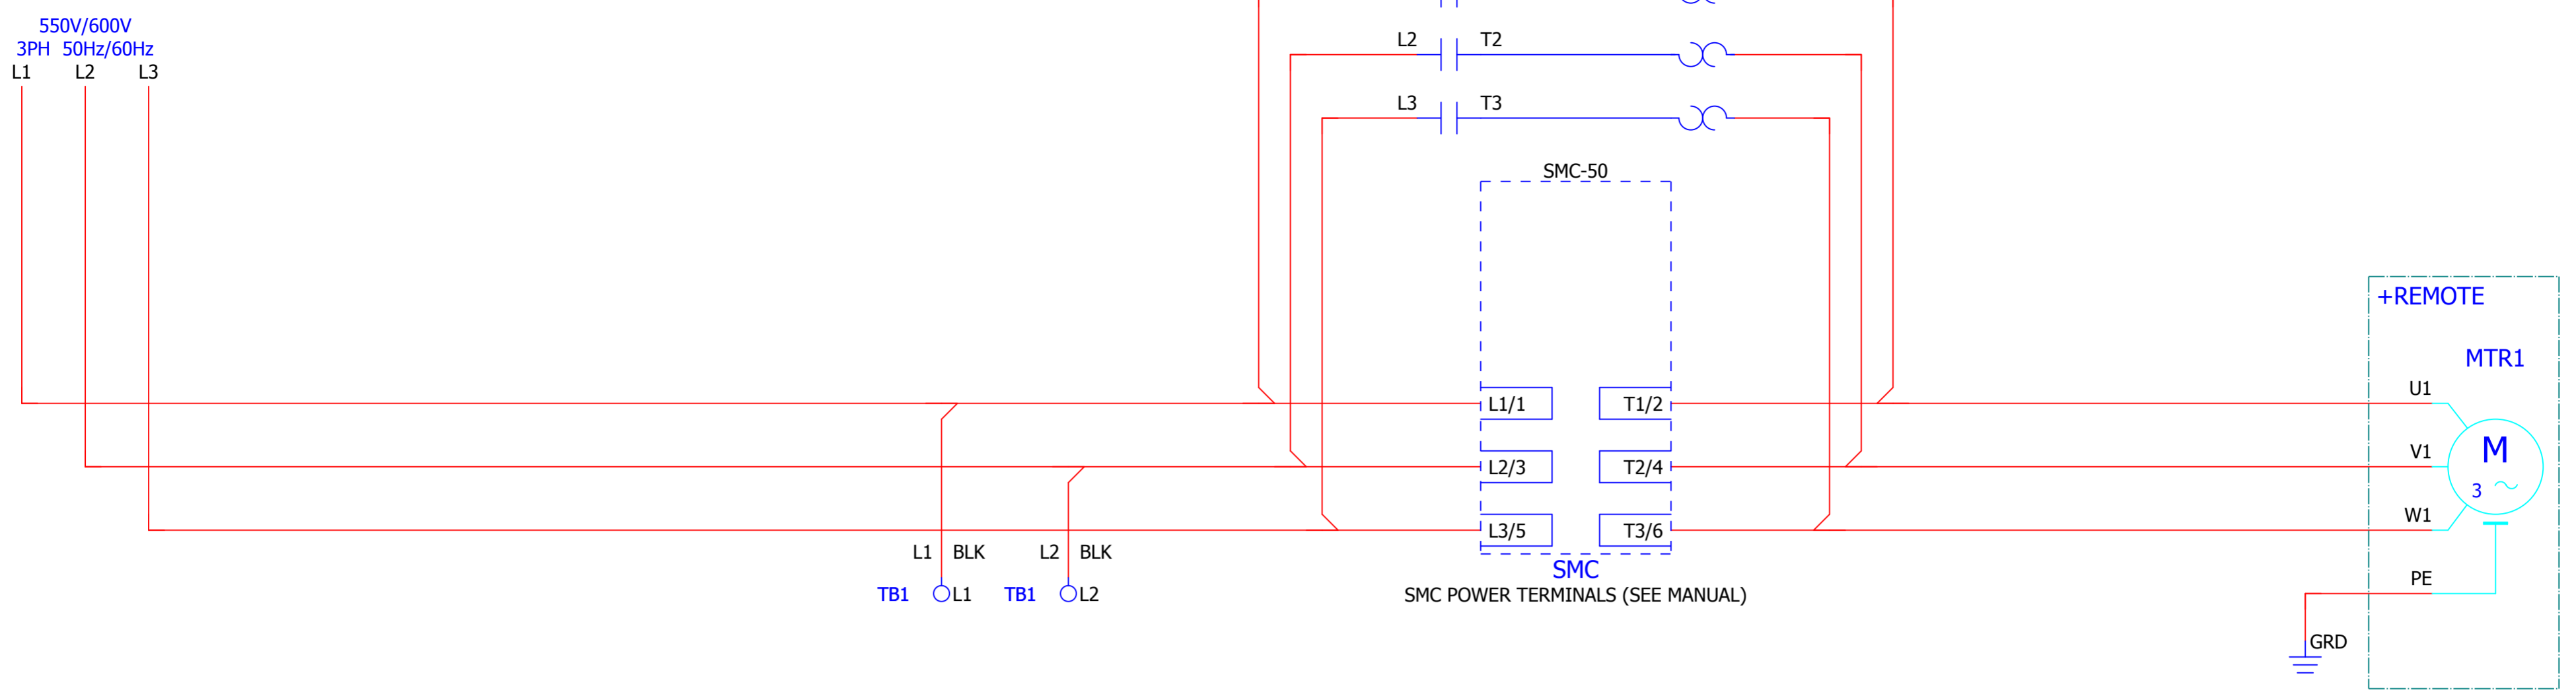 550V/600V
3PH 50Hz/60Hz
L1 L2 L3
L2 T2
L3 T3
SMC-50
+REMOTE
MTR1
U1
L1/1 T1/2
V1
M
L2/3 T2/4
3
W1
L3/5 T3/6
L1 BLK L2 BLK
SMC
PE
TB1 L1 TB1 L2
SMC POWER TERMINALS (SEE MANUAL)
GRD